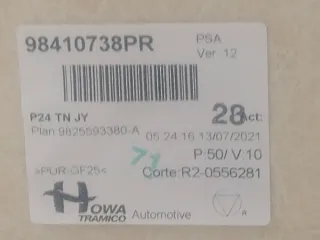 98410738PR
PSA
Ver 12
P24 TN JY
28 Act:
Plan 9825593380-A
05 24 16 13/07/2021
71
P:50/ V 10
>PUR-GF25<
Corte:R2-0556281
HOWA
TRAMICO
Automotive
R